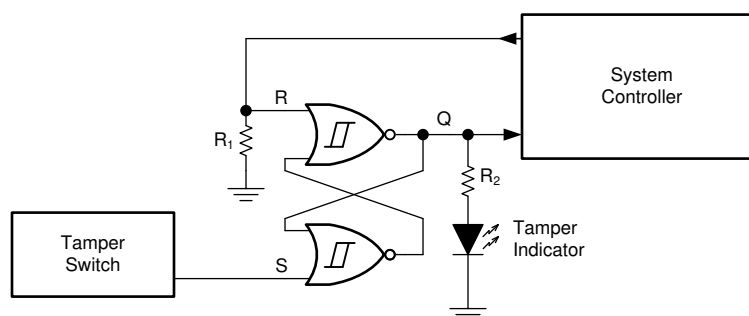 System
Controller
R
Q
R1
R2
Tamper
Switch
S
Tamper
Indicator